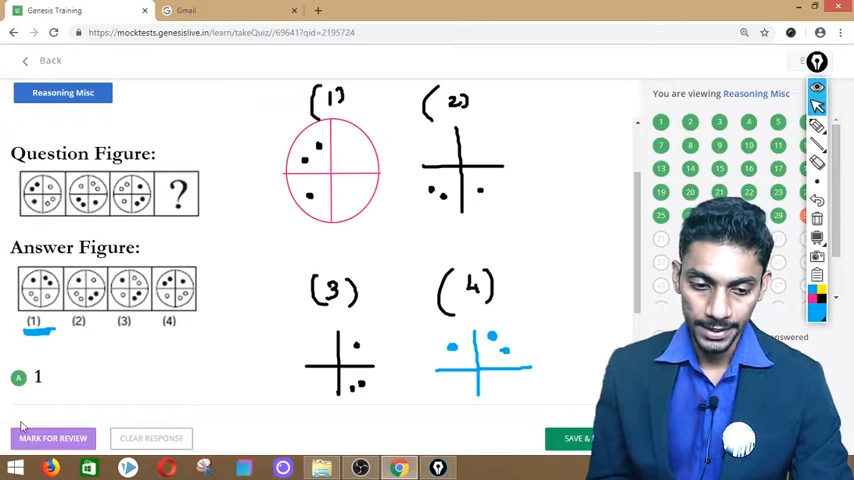 Genesis Training
Gmail
https://mocktests.genesislive.in/learn/takeQuiz//69641?qid=2195724
Back
Reasoning Misc
You are viewing Reasoning Misc
(1)
(2)
1 2 3 4 5
7 8 9 10 11
13 14 15 16 17
19 20 21 22 23
25 29
Question Figure:
?
Answer Figure:
(1) (2) (3) (4)
(3)
(4)
A 1
MARK FOR REVIEW
CLEAR RESPONSE
SAVE &